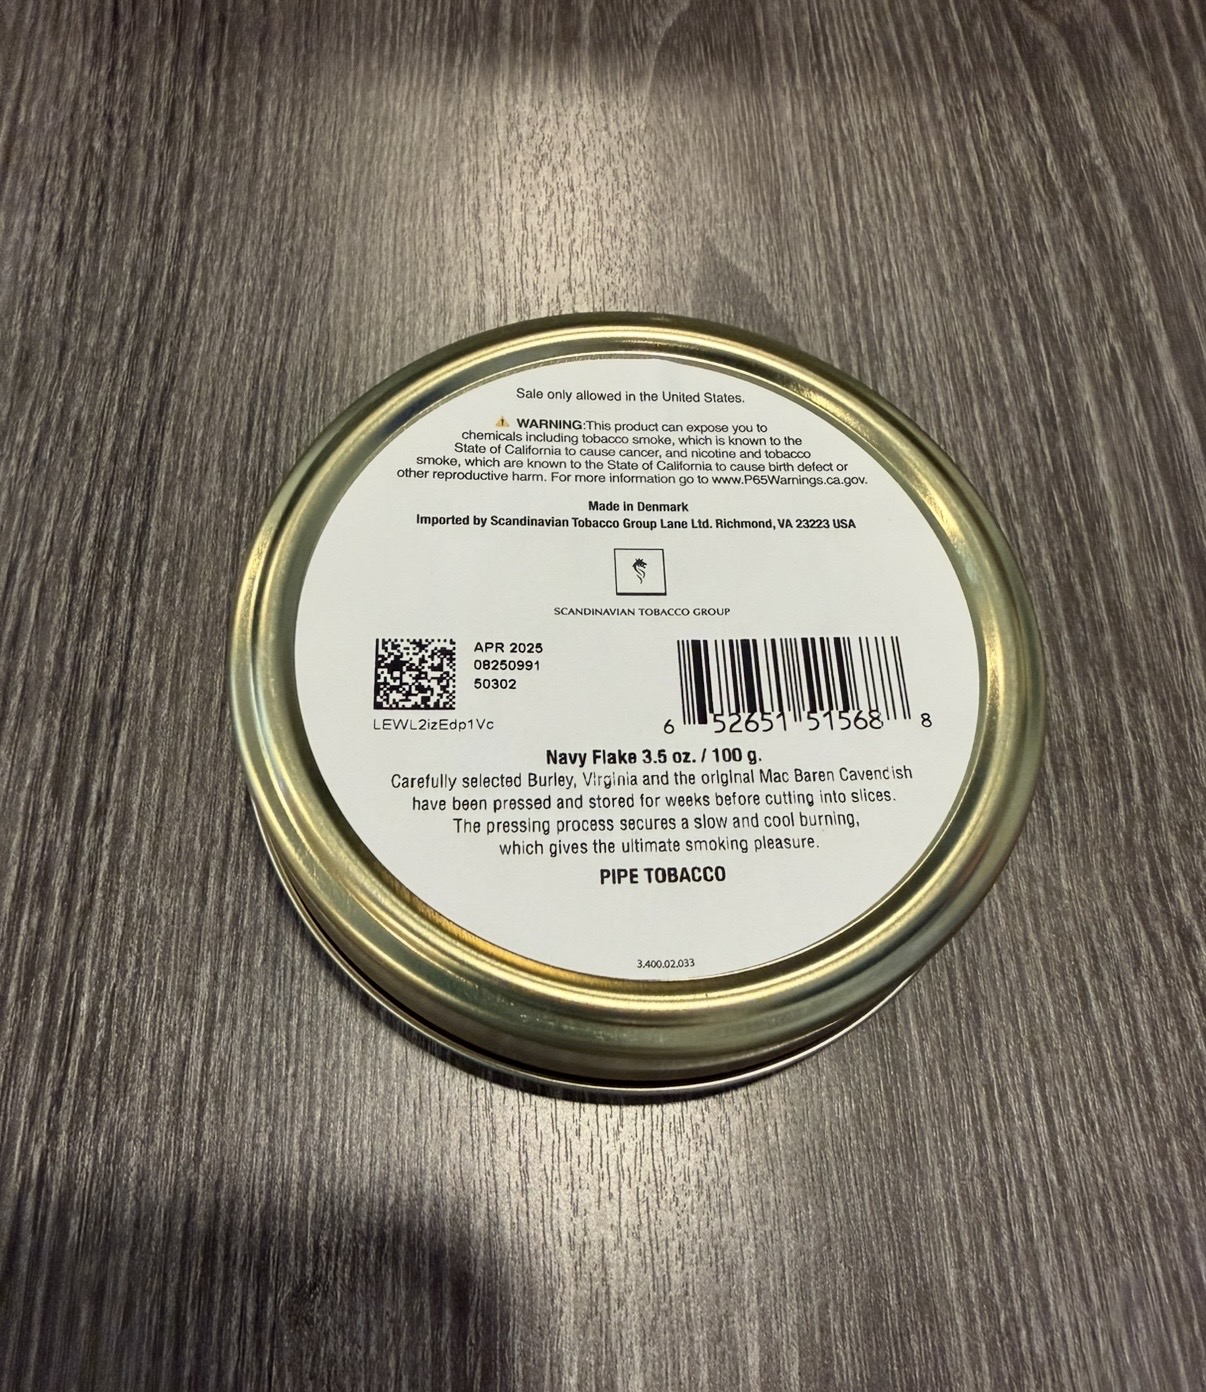 Sale only allowed in the United States.
WARNING:This product can expose you to
chemicals including tobacco smoke, which is known to the
State of California to cause cancer, and nicotine and tobacco
smoke, which are known to the State of California to cause birth defect or
other reproductive harm. For more information go to www.P65Warnings.ca.gov.
Made in Denmark
Imported by Scandinavian Tobacco Group Lane Ltd. Richmond, VA 23223 USA
SCANDINAVIAN TOBACCO GROUP
APR 2025
08250991
50302
LEWL2izEdp1Vc
6 52651 51568 8
Navy Flake 3.5 oz. / 100 g.
Carefully selected Burley, Virginia and the original Mac Baren Cavendish
have been pressed and stored for weeks before cutting into slices.
The pressing process secures a slow and cool burning,
which gives the ultimate smoking pleasure.
PIPE TOBACCO
3.400.02.033